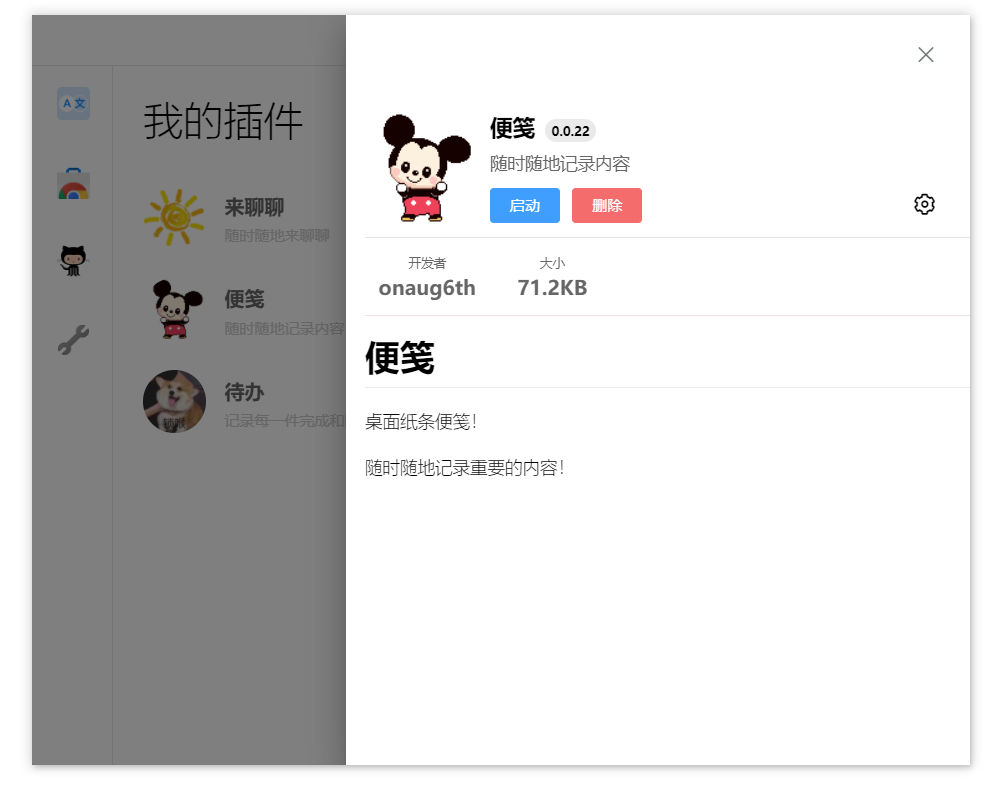 A 文
我的插件
来聊聊
随时随地来聊聊
便笺
随时随地记录内容
待办
记录每一件完成和
便笺 0.0.22
随时随地记录内容
启动 删除
开发者 大小
onaug6th 71.2KB
便笺
桌面纸条便笺！
随时随地记录重要的内容！